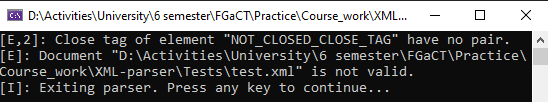 D:\Activities\University\6 semester\FGaCT\Practice\Course_work\XML...
[E,2]: Close tag of element "NOT_CLOSED_CLOSE_TAG" have no pair.
[E]: Document "D:\Activities\University\6 semester\FGaCT\Practice\
Course_work\XML-parser\Tests\test.xml" is not valid.
[I]: Exiting parser. Press any key to continue...